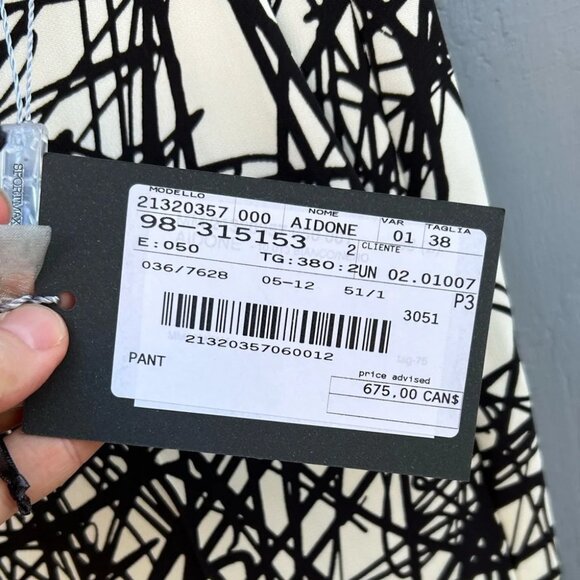 SPORTMAX
MODELLO NOME VAR TAGLIA
21320357 000 AIDONE 01 38
98-315153 2 CLIENTE
E:050 TG:380:2 UN 02.01007
036/7628 05-12 51/1 P3
3051
21320357060012
PANT
price advised
675,00 CAN$